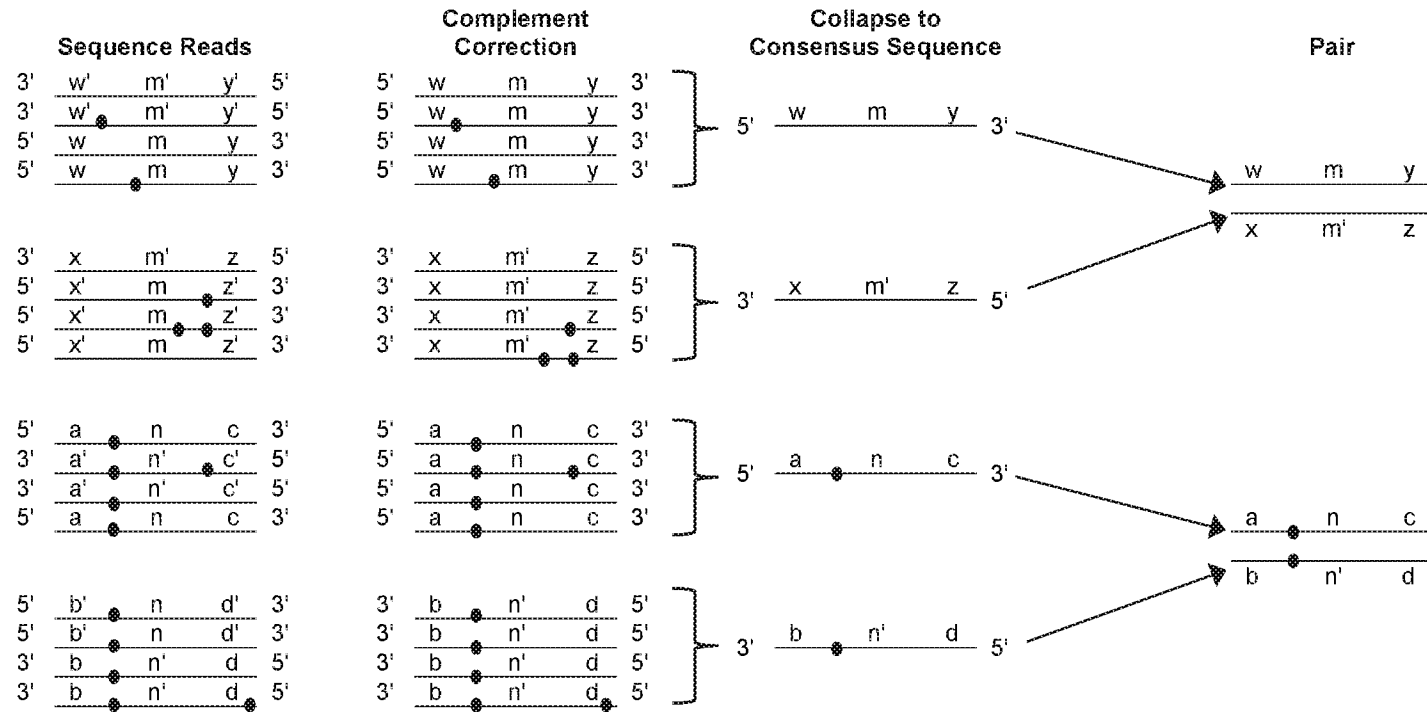 Sequence Reads Complement Correction Collapse to Consensus Sequence Pair
3' w' m' y' 5' 5' w m y 3'
3' w' m' y' 5' 5' w m y 3'
5' w m y 3' 5' w m y 3'
5' w m y 3' 5' w m y 3'
5' w m y 3'
w m y
x m' z
3' x m' z 5' 3' x m' z 5'
5' x' m z' 3' 3' x m' z 5'
5' x' m z' 3' 3' x m' z 5'
5' x' m z' 3' 3' x m' z 5'
3' x m' z 5'
5' a n c 3' 5' a n c 3'
3' a' n' c' 5' 5' a n c 3'
3' a' n' c' 5' 5' a n c 3'
5' a n c 3' 5' a n c 3'
5' a n c 3'
a n c
b n' d
5' b' n d' 3' 3' b n' d 5'
5' b' n d' 3' 3' b n' d 5'
3' b n' d 5' 3' b n' d 5'
3' b n' d 5' 3' b n' d 5'
3' b n' d 5'